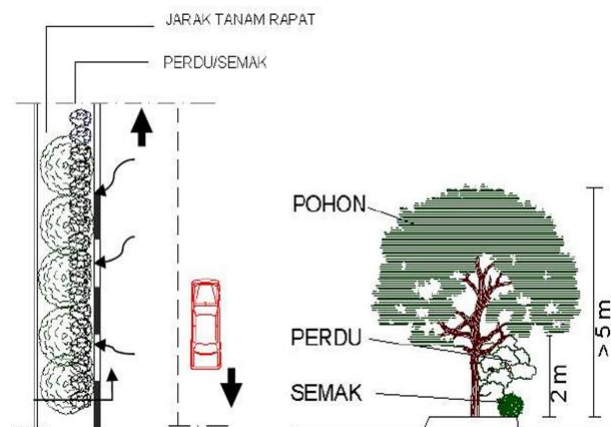 JARAK TANAM RAPAT
PERDU/SEMAK
POHON
PERDU
SEMAK
2 m
> 5 m